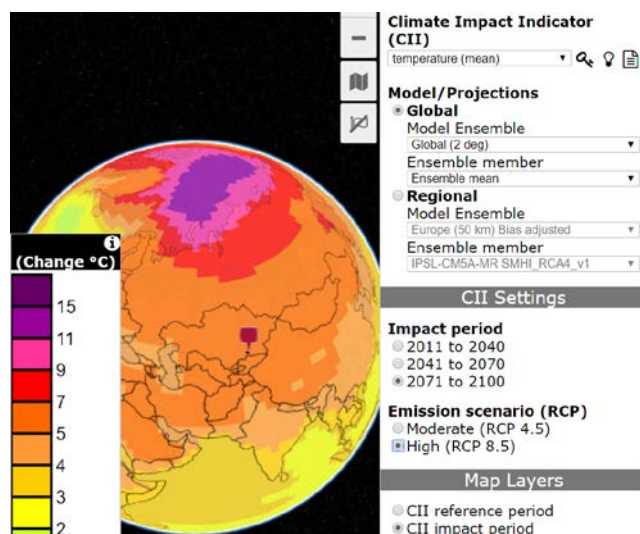 Climate Impact Indicator
(CII)
temperature (mean)
Model/Projections
Global
Model Ensemble
Global (2 deg)
Ensemble member
Ensemble mean
Regional
Model Ensemble
Europe (50 km) Bias adjusted
Ensemble member
IPSL-CM5A-MR SMHI_RCA4_v1
CII Settings
Impact period
2011 to 2040
2041 to 2070
2071 to 2100
Emission scenario (RCP)
Moderate (RCP 4.5)
High (RCP 8.5)
Map Layers
CII reference period
CII impact period
i
(Change °C)
15
11
9
7
5
4
3
2